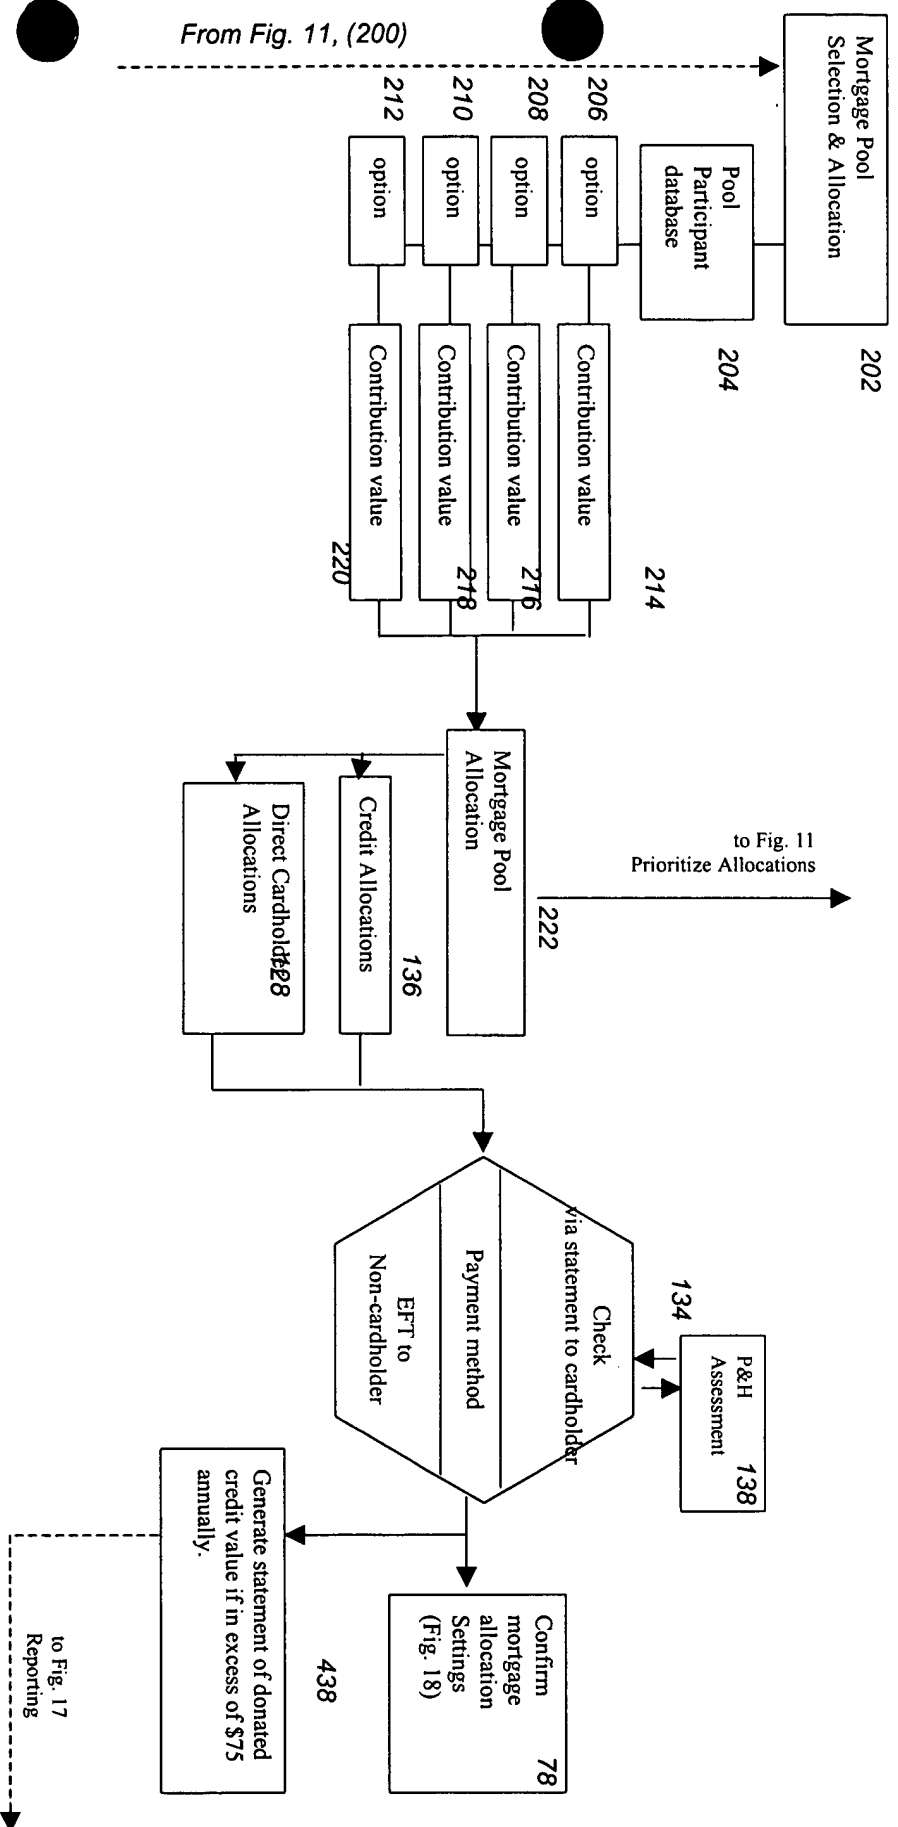 From Fig. 11, (200)
Mortgage Pool
Selection & Allocation
202
Pool
Participant
database
204
206
option
Contribution value
214
208
option
Contribution value
216
210
option
Contribution value
218
212
option
Contribution value
220
to Fig. 11
Prioritize Allocations
Mortgage Pool
Allocation
222
Credit Allocations
136
Direct Cardholder
Allocations
128
P&H
Assessment
138
134
Check
via statement to cardholder
Payment method
EFT to
Non-cardholder
Confirm
mortgage
allocation
Settings
(Fig. 18)
78
Generate statement of donated
credit value if in excess of $75
annually.
438
to Fig. 17
Reporting